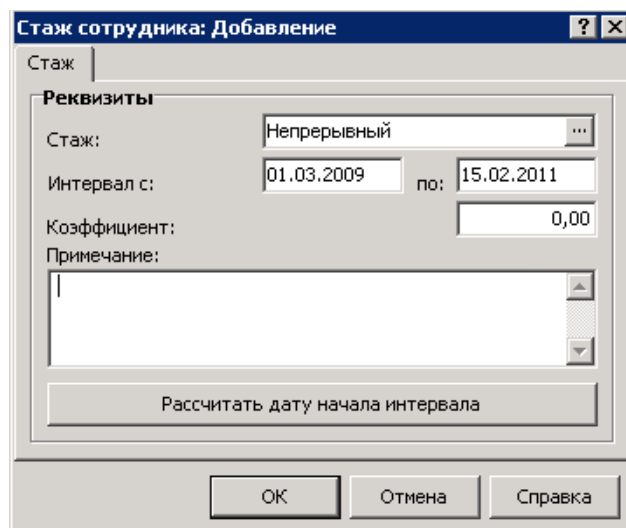 Стаж сотрудника: Добавление
Стаж
Реквизиты
Стаж: Непрерывный ...
Интервал с: 01.03.2009 по: 15.02.2011
Коэффициент: 0,00
Примечание:
Рассчитать дату начала интервала
ОК Отмена Справка